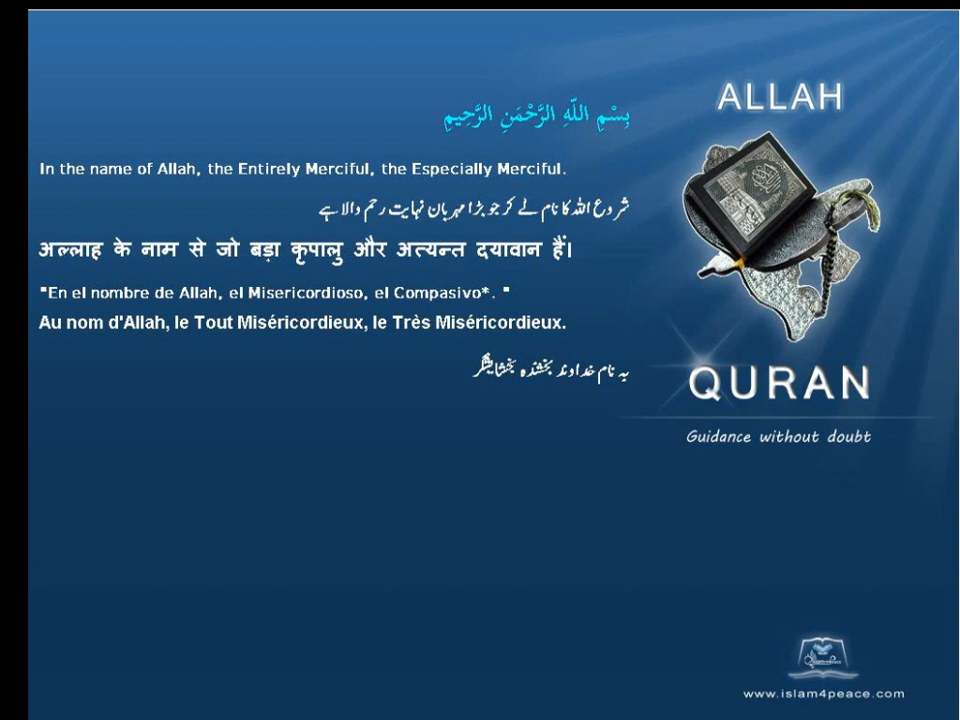 بِسْمِ اللَّهِ الرَّحْمَنِ الرَّحِيمِ
In the name of Allah, the Entirely Merciful, the Especially Merciful.
شروع الله کا نام لے کر جو بڑا مہربان نہایت رحم والا ہے
अल्लाह के नाम से जो बड़ा कृपालु और अत्यन्त दयावान हैं।
"En el nombre de Allah, el Misericordioso, el Compasivo*. "
Au nom d'Allah, le Tout Miséricordieux, le Très Miséricordieux.
به نام خداوند بخشنده بخشایشگر
ALLAH
QURAN
Guidance without doubt
www.islam4peace.com